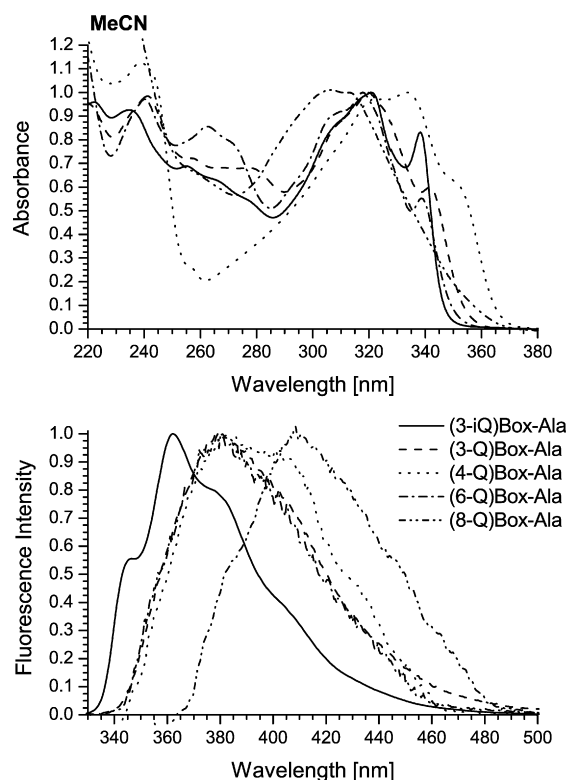 MeCN
1.2
1.1
1.0
0.9
0.8
0.7
0.6
0.5
0.4
0.3
0.2
0.1
0.0
Absorbance
220 240 260 280 300 320 340 360 380
Wavelength [nm]
1.0
0.9
0.8
0.7
0.6
0.5
0.4
0.3
0.2
0.1
0.0
Fluorescence Intensity
(3-iQ)Box-Ala
(3-Q)Box-Ala
(4-Q)Box-Ala
(6-Q)Box-Ala
(8-Q)Box-Ala
340 360 380 400 420 440 460 480 500
Wavelength [nm]